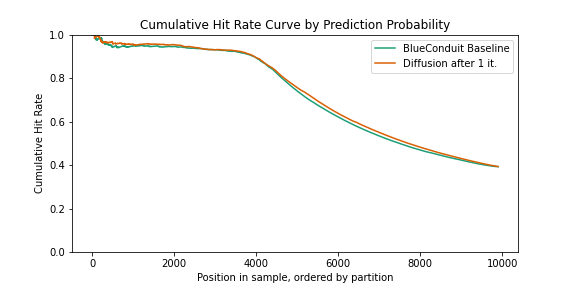 Cumulative Hit Rate Curve by Prediction Probability
BlueConduit Baseline
Diffusion after 1 it.
Cumulative Hit Rate
1.0
0.8
0.6
0.4
0.2
0.0
0 2000 4000 6000 8000 10000
Position in sample, ordered by partition